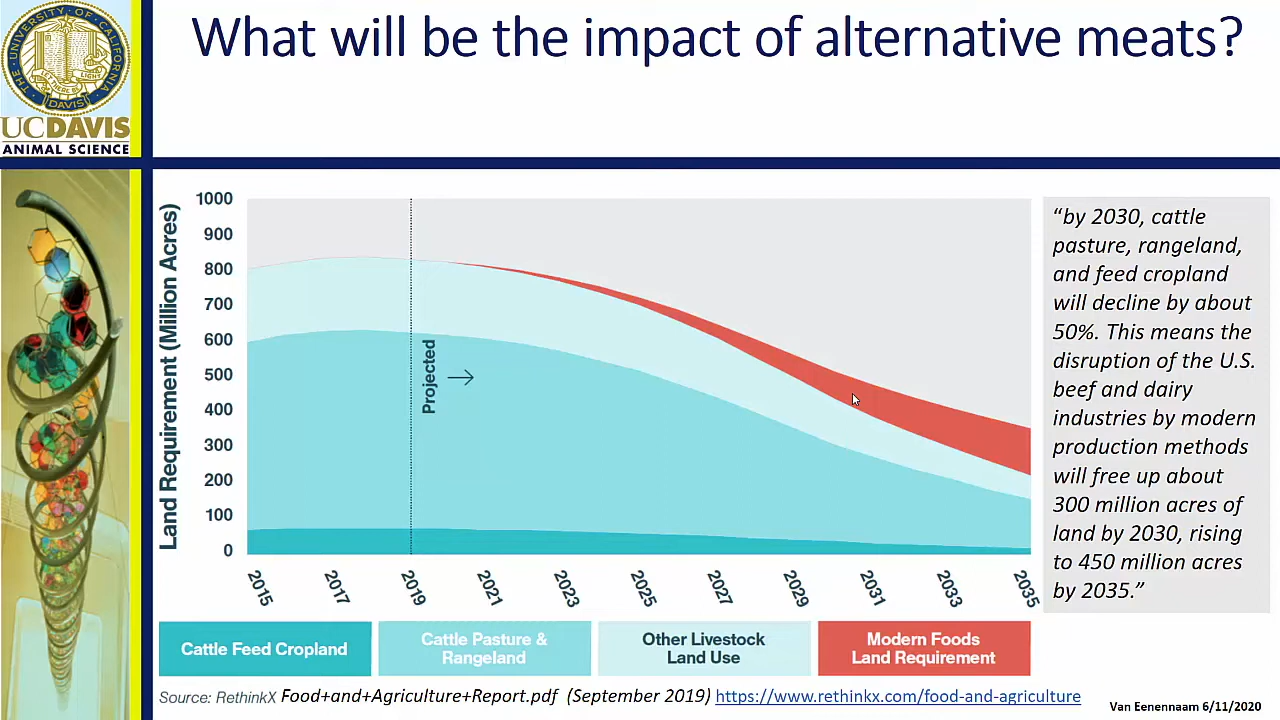 What will be the impact of alternative meats?
THE UNIVERSITY OF CALIFORNIA
LET THERE BE LIGHT
DAVIS
UCDAVIS
ANIMAL SCIENCE
Land Requirement (Million Acres)
1000
900
800
700
600
500
400
300
200
100
0
Projected
2015
2017
2019
2021
2023
2025
2027
2029
2031
2033
2035
Cattle Feed Cropland
Cattle Pasture &
Rangeland
Other Livestock
Land Use
Modern Foods
Land Requirement
“by 2030, cattle
pasture, rangeland,
and feed cropland
will decline by about
50%. This means the
disruption of the U.S.
beef and dairy
industries by modern
production methods
will free up about
300 million acres of
land by 2030, rising
to 450 million acres
by 2035.”
Source: RethinkX Food+and+Agriculture+Report.pdf (September 2019) https://www.rethinkx.com/food-and-agriculture
Van Eenennaam 6/11/2020